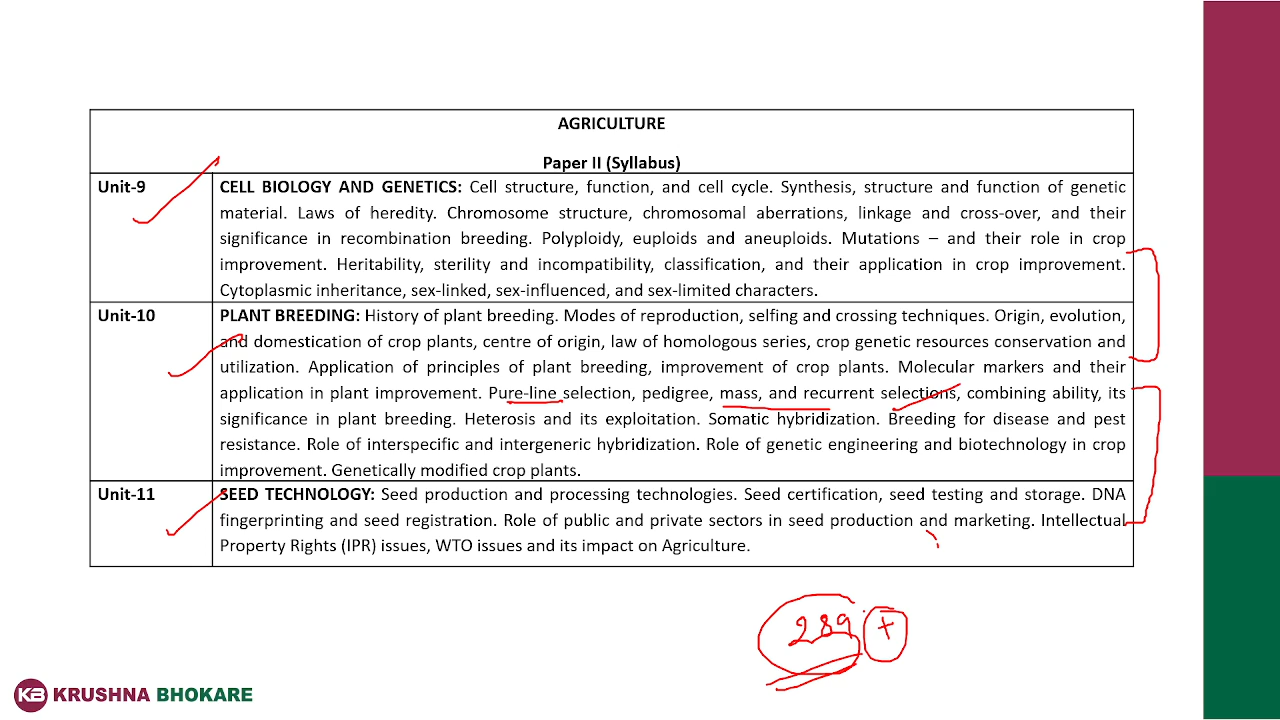 AGRICULTURE
Paper II (Syllabus)
Unit-9
CELL BIOLOGY AND GENETICS: Cell structure, function, and cell cycle. Synthesis, structure and function of genetic
material. Laws of heredity. Chromosome structure, chromosomal aberrations, linkage and cross-over, and their
significance in recombination breeding. Polyploidy, euploids and aneuploids. Mutations – and their role in crop
improvement. Heritability, sterility and incompatibility, classification, and their application in crop improvement.
Cytoplasmic inheritance, sex-linked, sex-influenced, and sex-limited characters.
Unit-10
PLANT BREEDING: History of plant breeding. Modes of reproduction, selfing and crossing techniques. Origin, evolution,
and domestication of crop plants, centre of origin, law of homologous series, crop genetic resources conservation and
utilization. Application of principles of plant breeding, improvement of crop plants. Molecular markers and their
application in plant improvement. Pure-line selection, pedigree, mass, and recurrent selections, combining ability, its
significance in plant breeding. Heterosis and its exploitation. Somatic hybridization. Breeding for disease and pest
resistance. Role of interspecific and intergeneric hybridization. Role of genetic engineering and biotechnology in crop
improvement. Genetically modified crop plants.
Unit-11
SEED TECHNOLOGY: Seed production and processing technologies. Seed certification, seed testing and storage. DNA
fingerprinting and seed registration. Role of public and private sectors in seed production and marketing. Intellectual
Property Rights (IPR) issues, WTO issues and its impact on Agriculture.
289 +
KB KRUSHNA BHOKARE